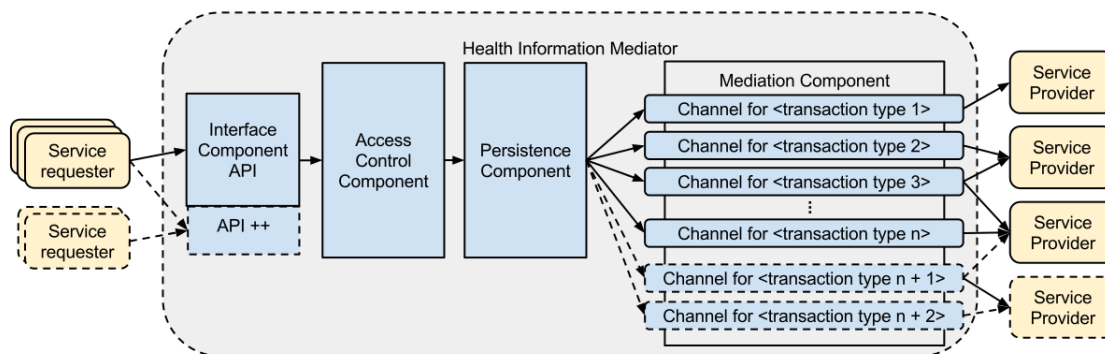 Health Information Mediator
Interface
Component
API
API ++
Access
Control
Component
Persistence
Component
Mediation Component
Channel for <transaction type 1>
Channel for <transaction type 2>
Channel for <transaction type 3>
...
Channel for <transaction type n>
Channel for <transaction type n + 1>
Channel for <transaction type n + 2>
Service
requester
Service
requester
Service
Provider
Service
Provider
Service
Provider
Service
Provider